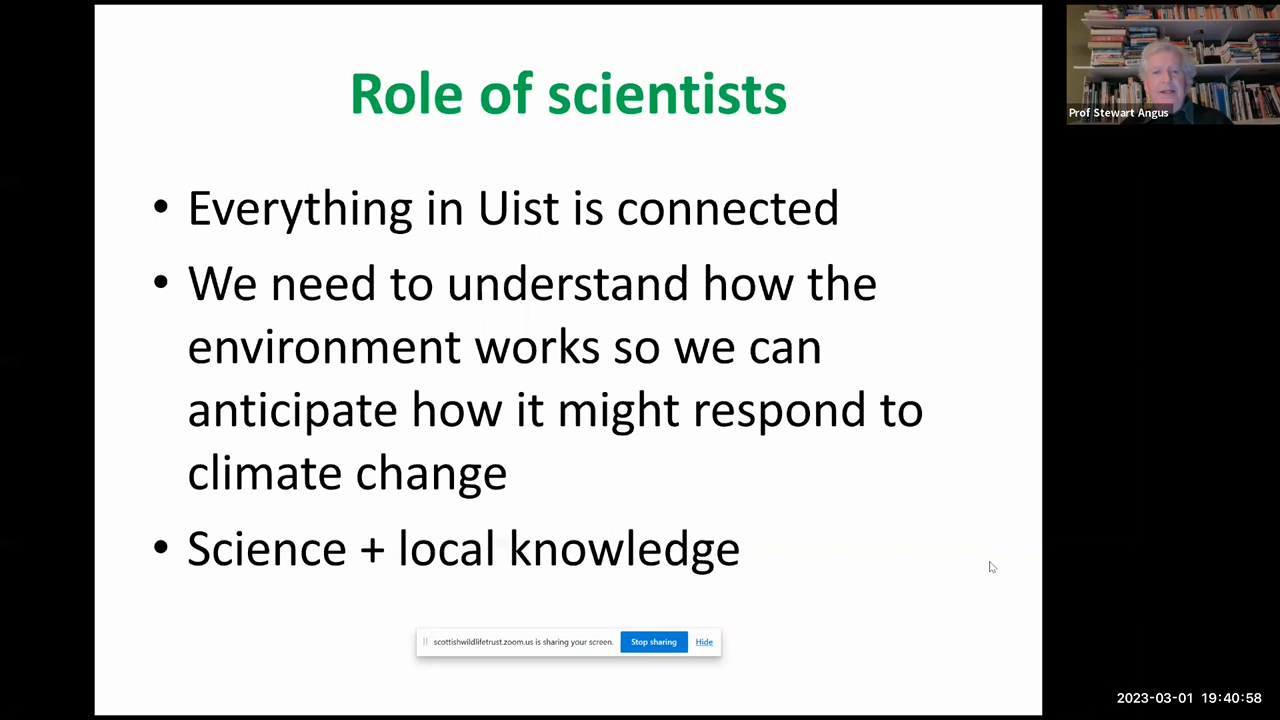 Role of scientists
• Everything in Uist is connected
• We need to understand how the
environment works so we can
anticipate how it might respond to
climate change
• Science + local knowledge
scottishwildlifetrust.zoom.us is sharing your screen.
Stop sharing
Hide
Prof Stewart Angus
2023-03-01 19:40:58